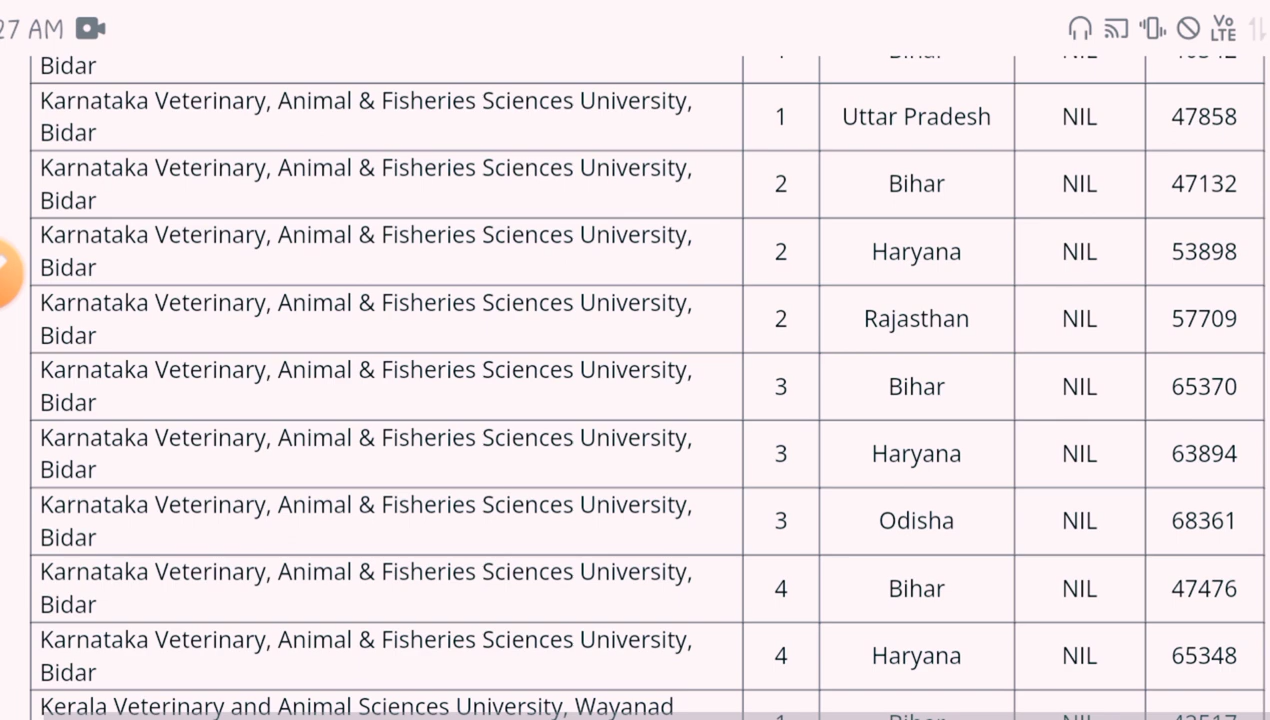 27 AM
Vo
LTE
Bidar
Karnataka Veterinary, Animal & Fisheries Sciences University,
Bidar
1 Uttar Pradesh NIL 47858
Karnataka Veterinary, Animal & Fisheries Sciences University,
Bidar
2 Bihar NIL 47132
Karnataka Veterinary, Animal & Fisheries Sciences University,
Bidar
2 Haryana NIL 53898
Karnataka Veterinary, Animal & Fisheries Sciences University,
Bidar
2 Rajasthan NIL 57709
Karnataka Veterinary, Animal & Fisheries Sciences University,
Bidar
3 Bihar NIL 65370
Karnataka Veterinary, Animal & Fisheries Sciences University,
Bidar
3 Haryana NIL 63894
Karnataka Veterinary, Animal & Fisheries Sciences University,
Bidar
3 Odisha NIL 68361
Karnataka Veterinary, Animal & Fisheries Sciences University,
Bidar
4 Bihar NIL 47476
Karnataka Veterinary, Animal & Fisheries Sciences University,
Bidar
4 Haryana NIL 65348
Kerala Veterinary and Animal Sciences University, Wayanad